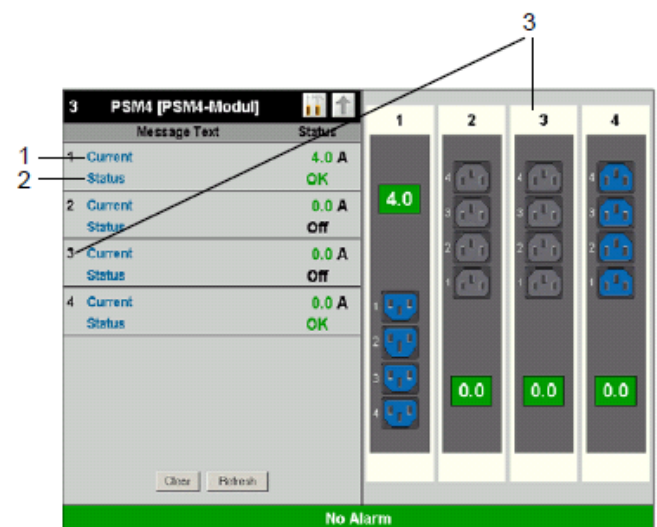 3
3 PSM4 [PSM4-Modul]
Message Text Status
1 2 3 4
1
2
1 Current 4.0 A
Status OK
2 Current 0.0 A
Status Off
3 Current 0.0 A
Status Off
4 Current 0.0 A
Status OK
4.0
1
2
3
4
4
3
2
1
0.0
4
3
2
1
0.0
4
3
2
1
0.0
Clear Refresh
No Alarm